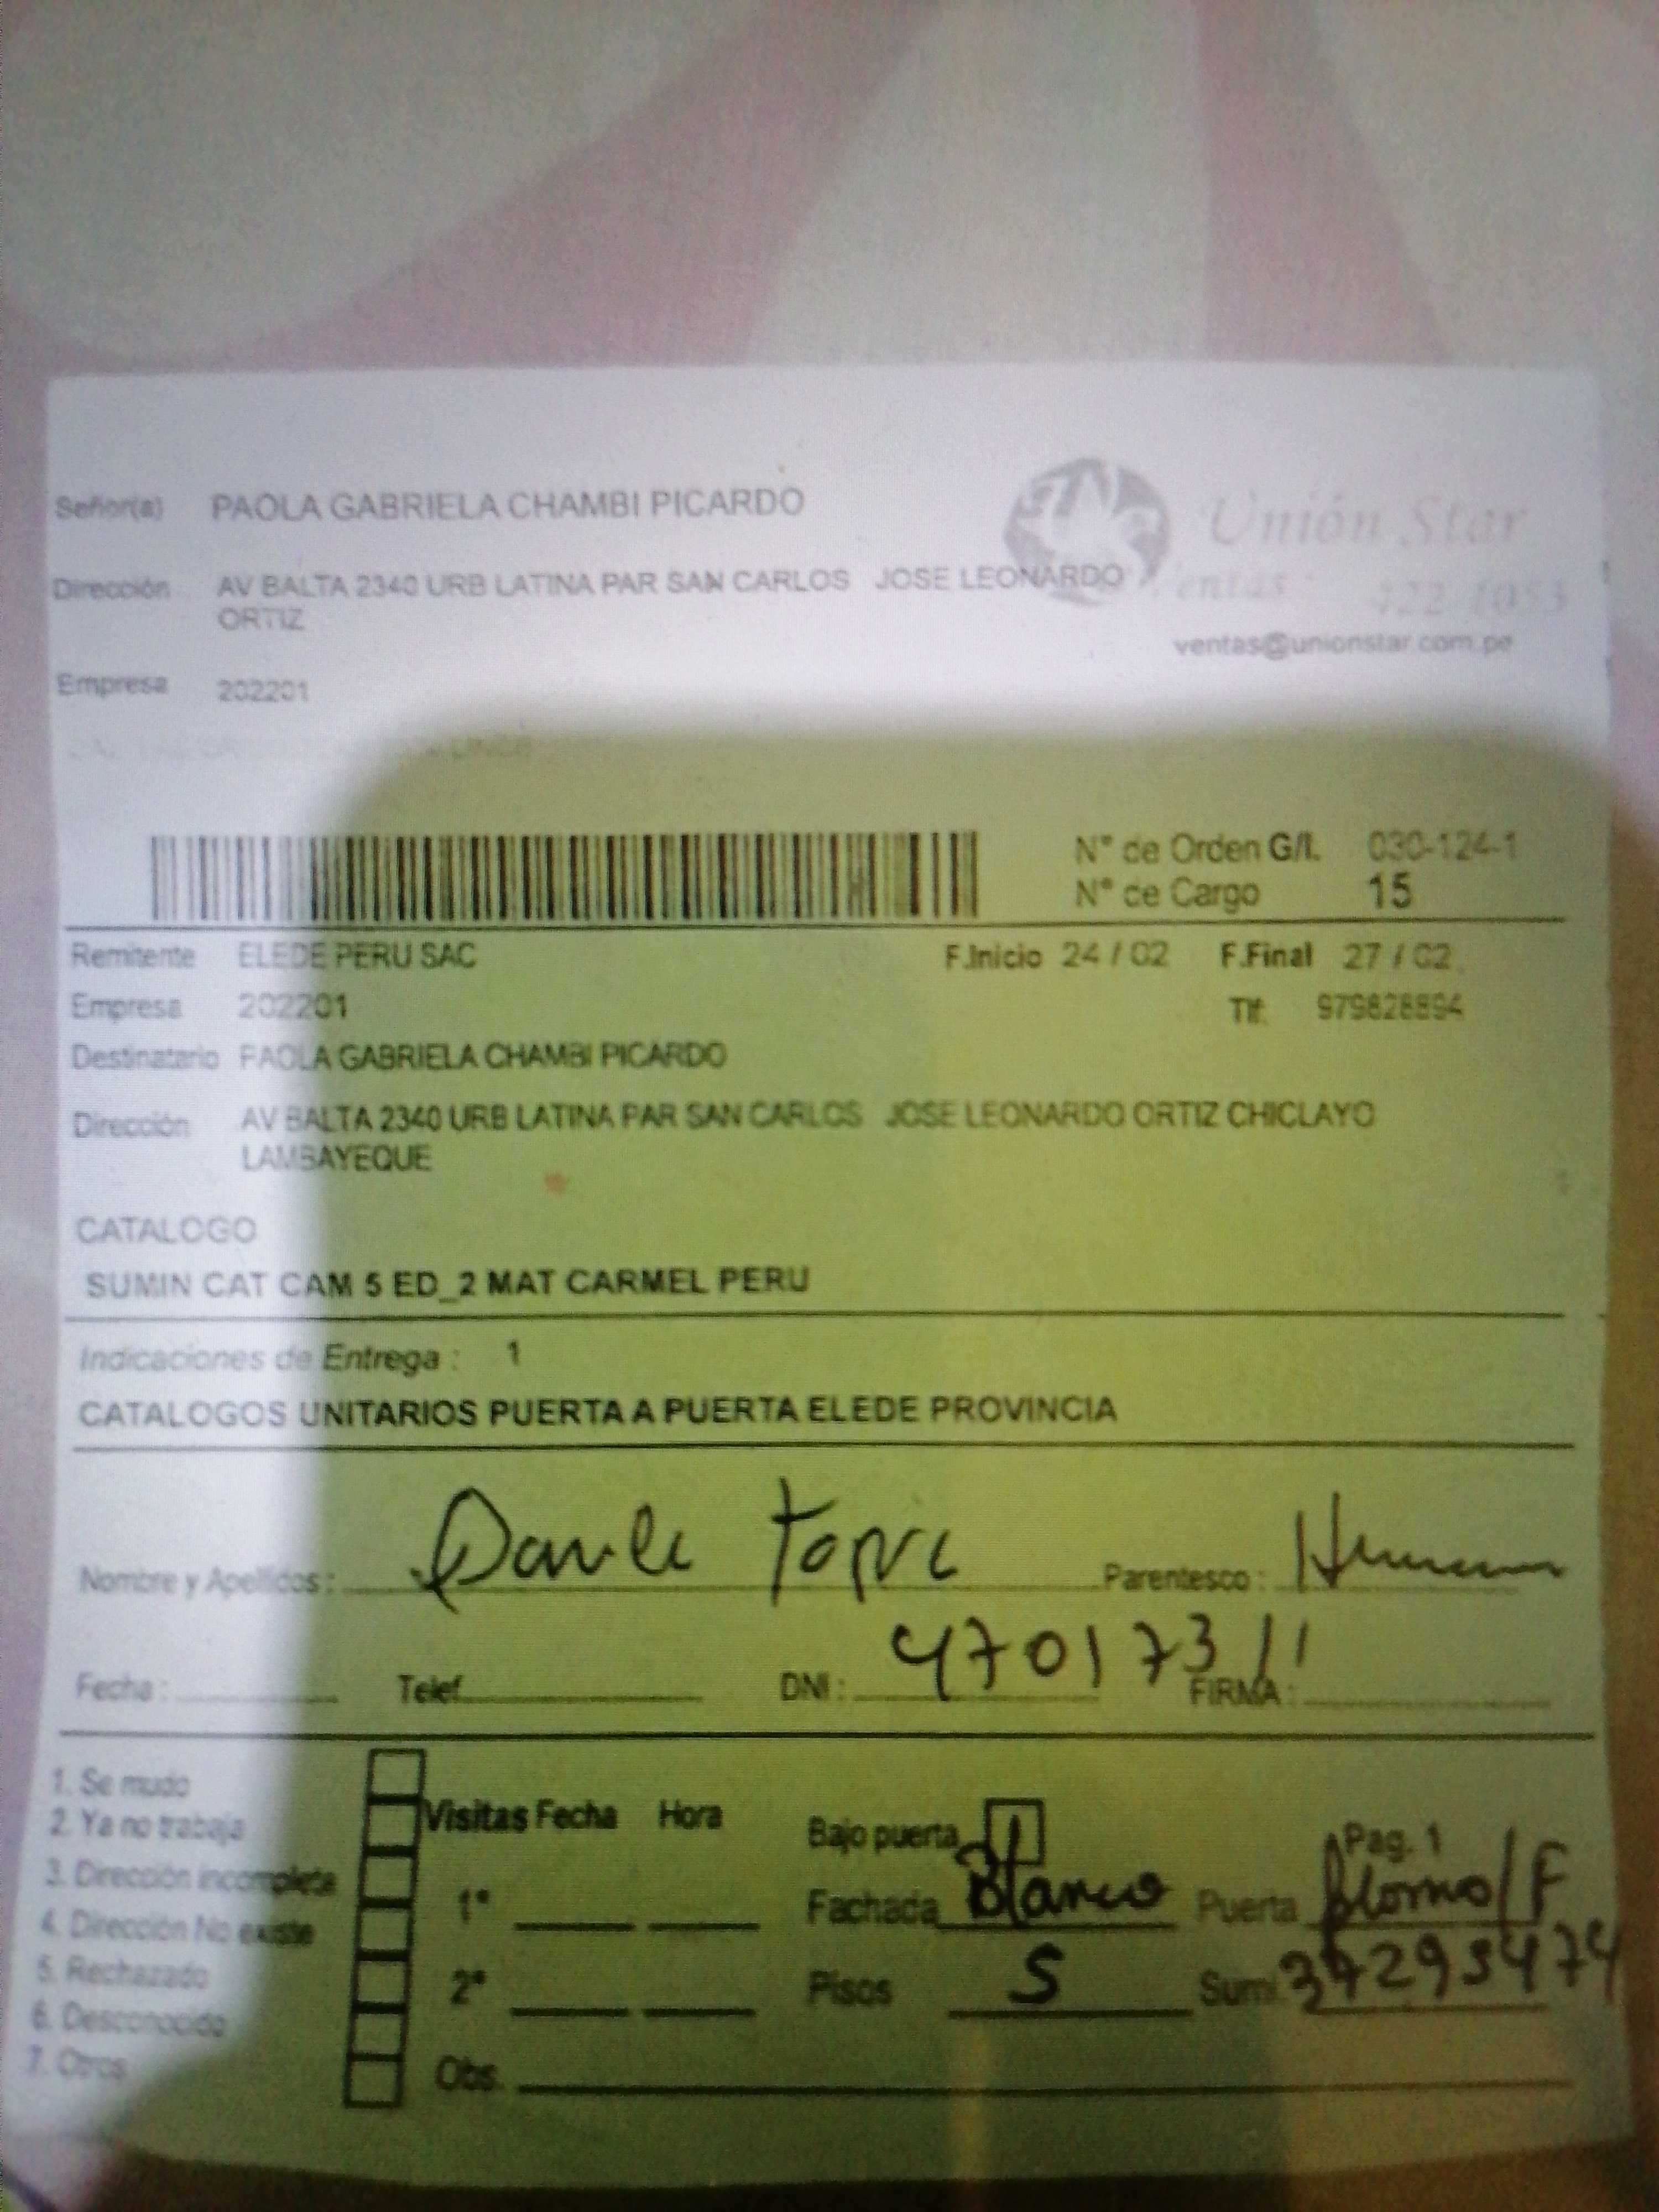 Señor(a) PAOLA GABRIELA CHAMBI PICARDO
Unión Star
Dirección AV BALTA 2340 URB LATINA PAR SAN CARLOS JOSE LEONARDO
ORTIZ
Ventas: 422-1053
ventas@unionstar.com.pe
Empresa 202201
N° de Orden G/I. 030-124-1
N° de Cargo 15
Remitente ELEDE PERU SAC F.Inicio 24 / 02 F.Final 27 / 02
Empresa 202201 Tlf: 979828894
Destinatario PAOLA GABRIELA CHAMBI PICARDO
Dirección AV BALTA 2340 URB LATINA PAR SAN CARLOS JOSE LEONARDO ORTIZ CHICLAYO
LAMBAYEQUE
CATALOGO
SUMIN CAT CAM 5 ED_2 MAT CARMEL PERU
Indicaciones de Entrega : 1
CATALOGOS UNITARIOS PUERTA A PUERTA ELEDE PROVINCIA
Nombre y Apellidos : Parentesco :
Fecha : Telef. DNI : 47017311 FIRMA :
1. Se mudo
2. Ya no trabaja
3. Dirección incompleta
4. Dirección No existe
5. Rechazado
6. Desconocido
7. Otros
Visitas Fecha Hora
1°
2°
Obs.
Bajo puerta Pag. 1
Fachada Blanco Puerta
Pisos 5 Sumi. 37295474